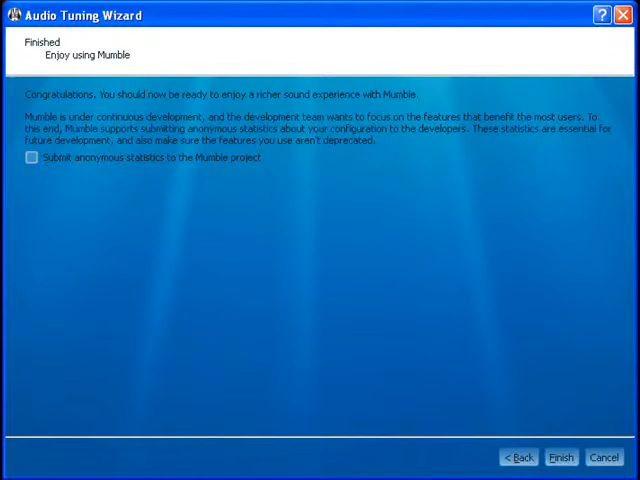 Audio Tuning Wizard
Finished
Enjoy using Mumble
Congratulations. You should now be ready to enjoy a richer sound experience with Mumble.
Mumble is under continuous development, and the development team wants to focus on the features that benefit the most users. To
this end, Mumble supports submitting anonymous statistics about your configuration to the developers. These statistics are essential for
future development, and also make sure the features you use aren't deprecated.
Submit anonymous statistics to the Mumble project
< Back Finish Cancel